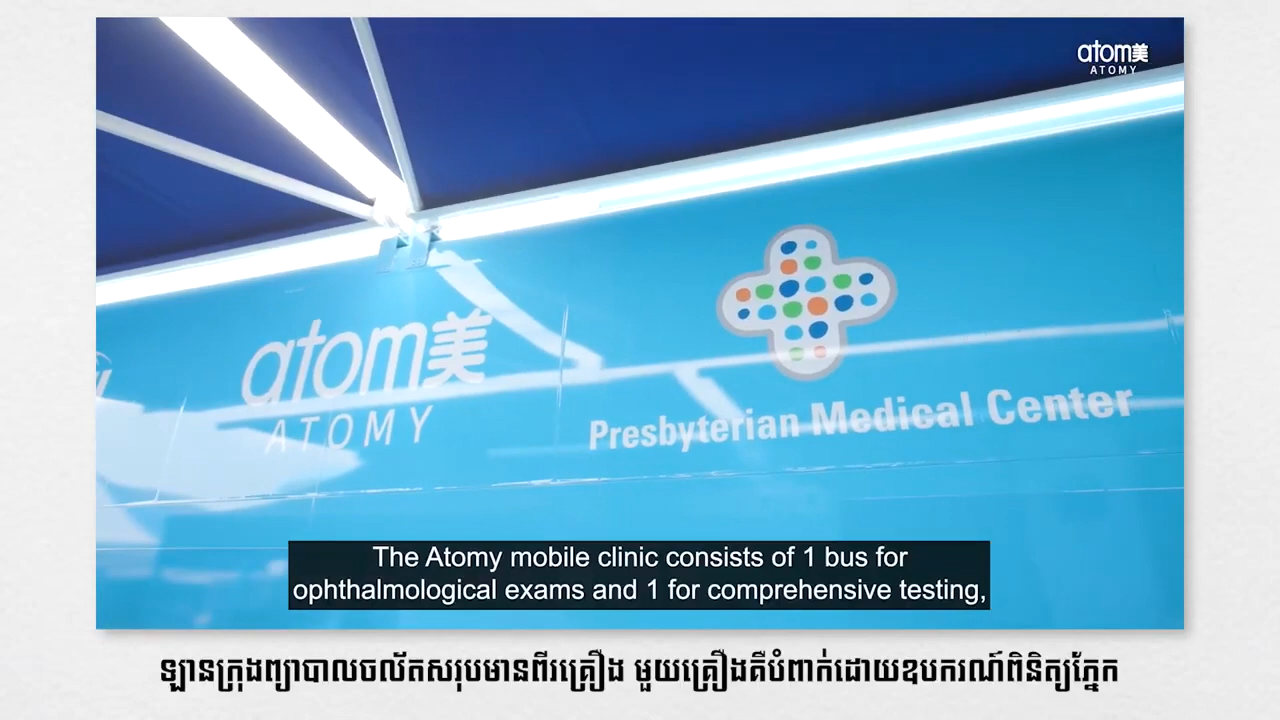 atom美
ATOMY
atom美
ATOMY
Presbyterian Medical Center
The Atomy mobile clinic consists of 1 bus for
ophthalmological exams and 1 for comprehensive testing,
ឡានក្រុងព្យាបាលចល័តសរុបមានពីរគ្រឿង មួយគ្រឿងគឺបំពាក់ដោយឧបករណ៍ពិនិត្យភ្នែក